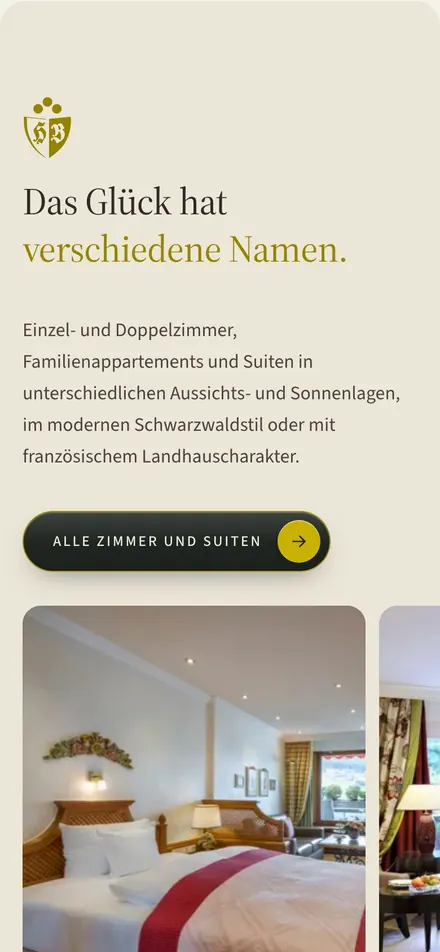 HB
Das Glück hat
verschiedene Namen.
Einzel- und Doppelzimmer,
Familienappartements und Suiten in
unterschiedlichen Aussichts- und Sonnenlagen,
im modernen Schwarzwaldstil oder mit
französischem Landhauscharakter.
ALLE ZIMMER UND SUITEN